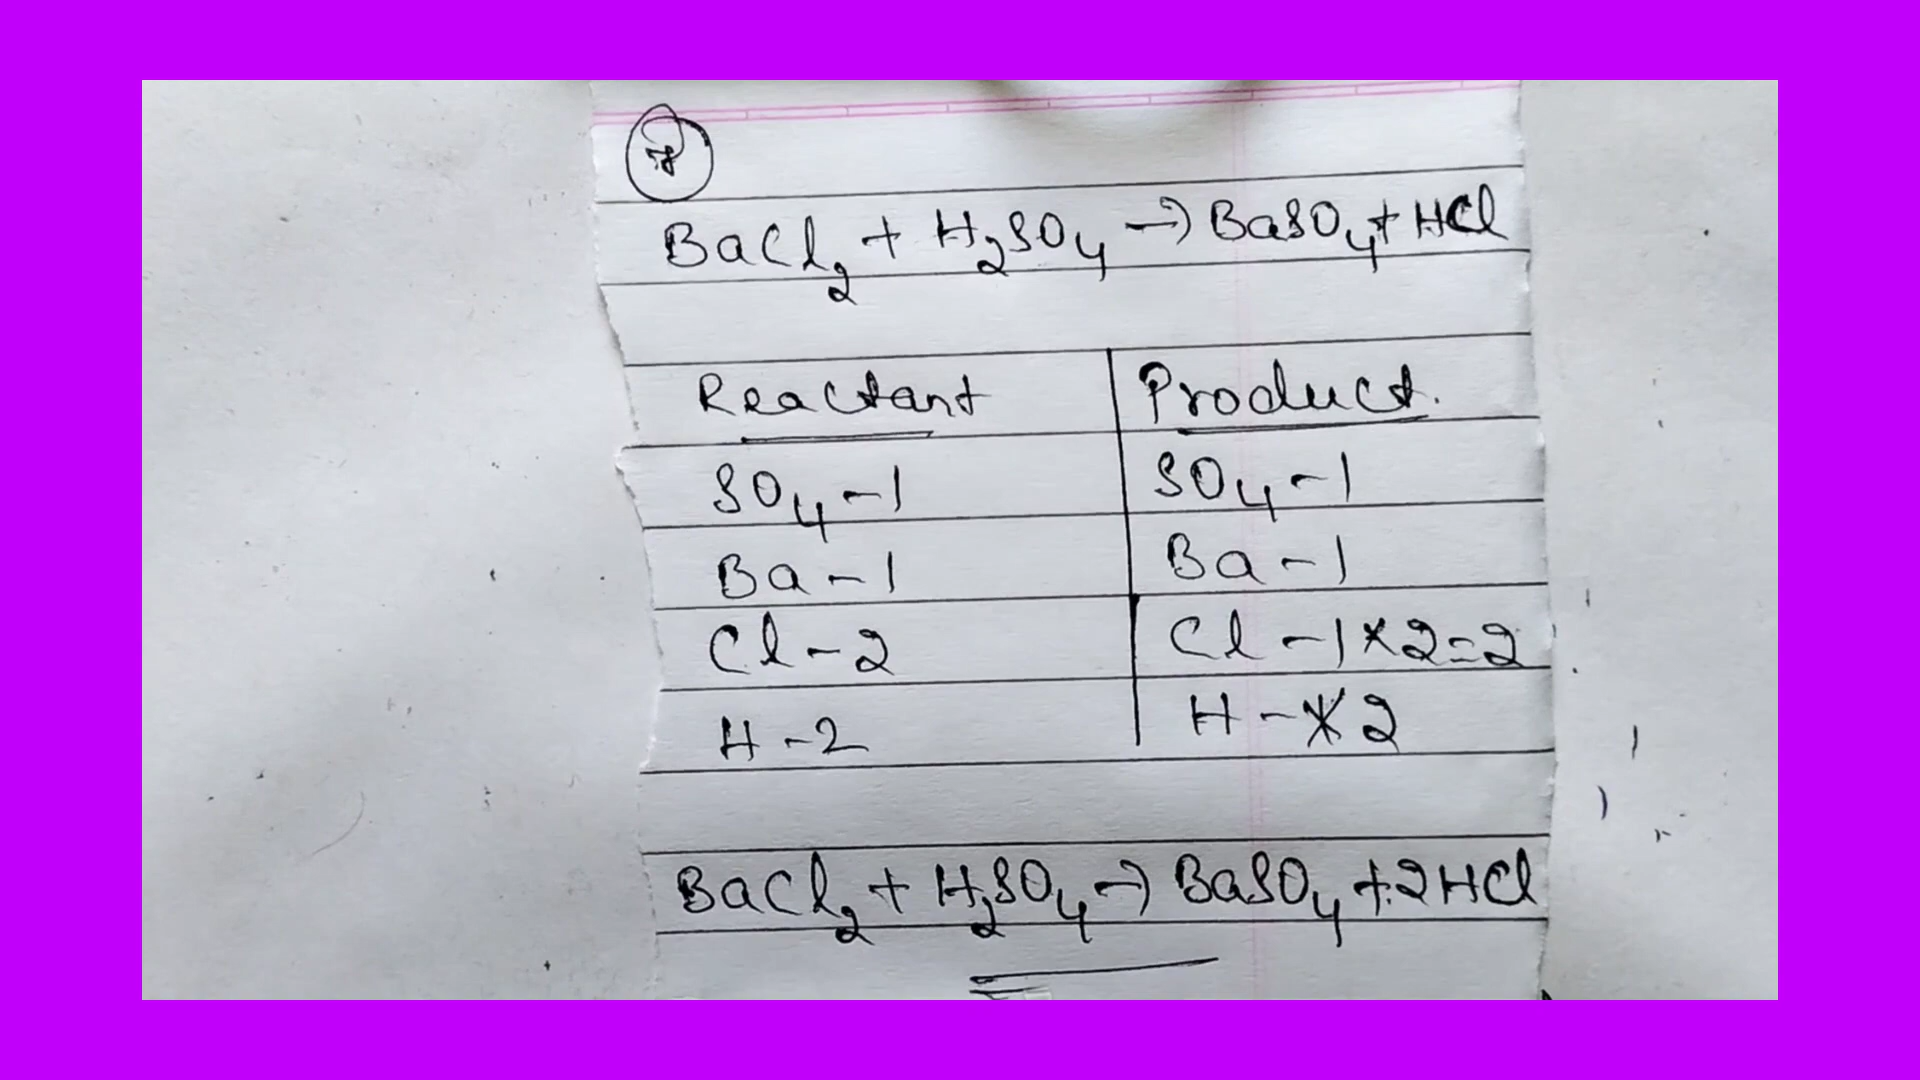 BaCl₂ + H₂SO₄ → BaSO₄ + HCl
Reactant Product.
SO₄ - 1 SO₄ - 1
Ba - 1 Ba - 1
Cl - 2 Cl - 1 × 2 = 2
H - 2 H - 2
BaCl₂ + H₂SO₄ → BaSO₄ + 2HCl